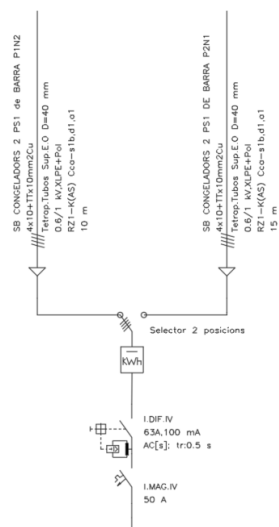 SB CONGELADORS 2 PS1 de BARRA P1N2
4x10+TTx10mm2Cu
Tetrap.Tubos Sup.E.O D=40 mm
0.6/1 kV,XLPE+Pol
RZ1-K(AS) Cca-s1b,d1,a1
10 m
SB CONGELADORS 2 PS1 DE BARRA P2N1
4x10+TTx10mm2Cu
Tetrap.Tubos Sup.E.O D=40 mm
0.6/1 kV,XLPE+Pol
RZ1-K(AS) Cca-s1b,d1,a1
15 m
Selector 2 posicions
KWh
I.DIF.IV
63A,100 mA
AC[s]; tr:0.5 s
I.MAG.IV
50 A